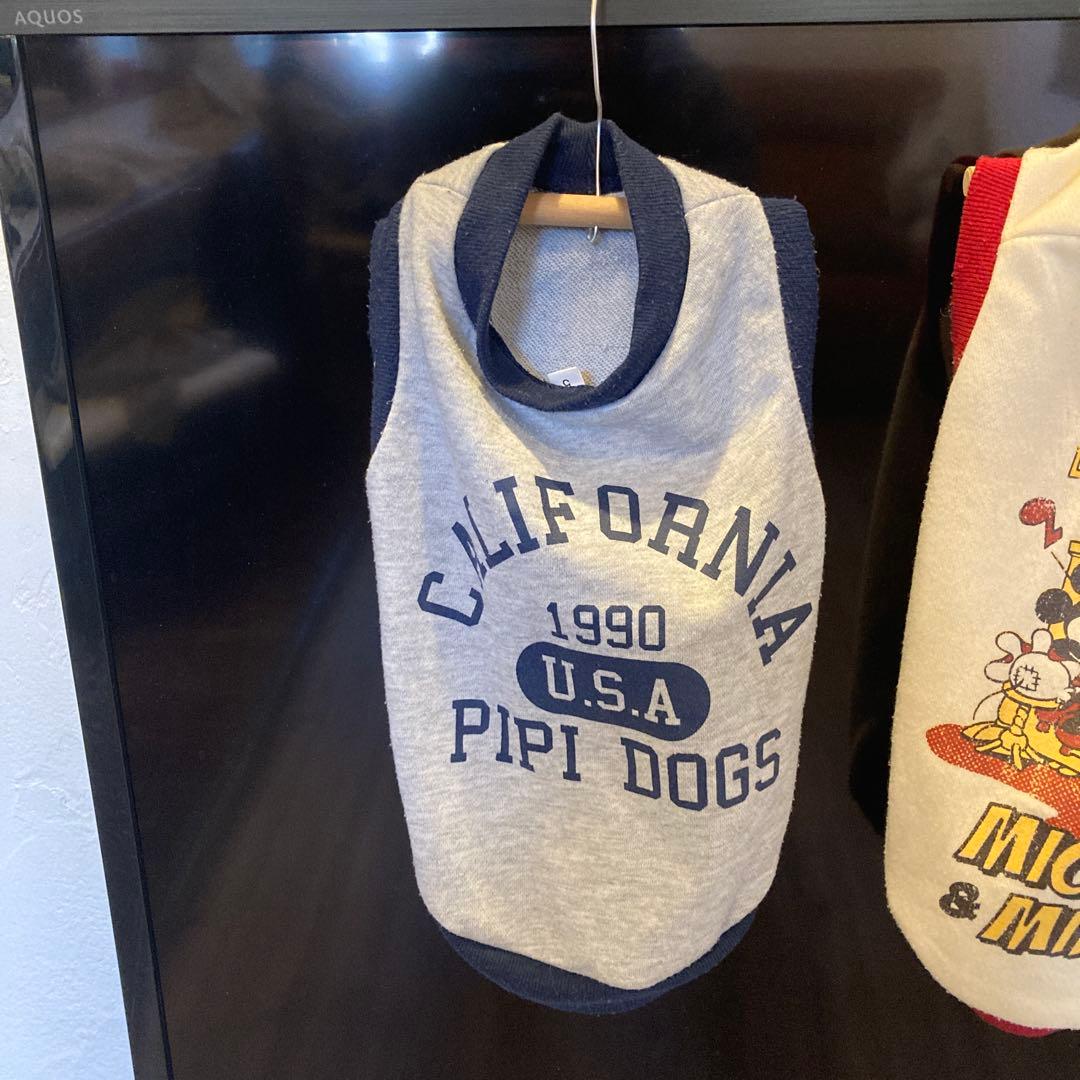 AQUOS
CALIFORNIA
1990
U.S.A
PIPI DOGS
MIC
& MI